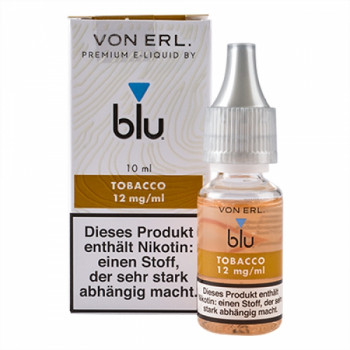 VON ERL.
PREMIUM E-LIQUID BY
blu
10 ml
TOBACCO
12 mg/ml
Dieses Produkt
enthält Nikotin:
einen Stoff,
der sehr stark
abhängig macht.
VON ERL.
blu
TOBACCO
12 mg/ml
Dieses Produkt enthält
Nikotin: einen Stoff, der
sehr stark abhängig macht.